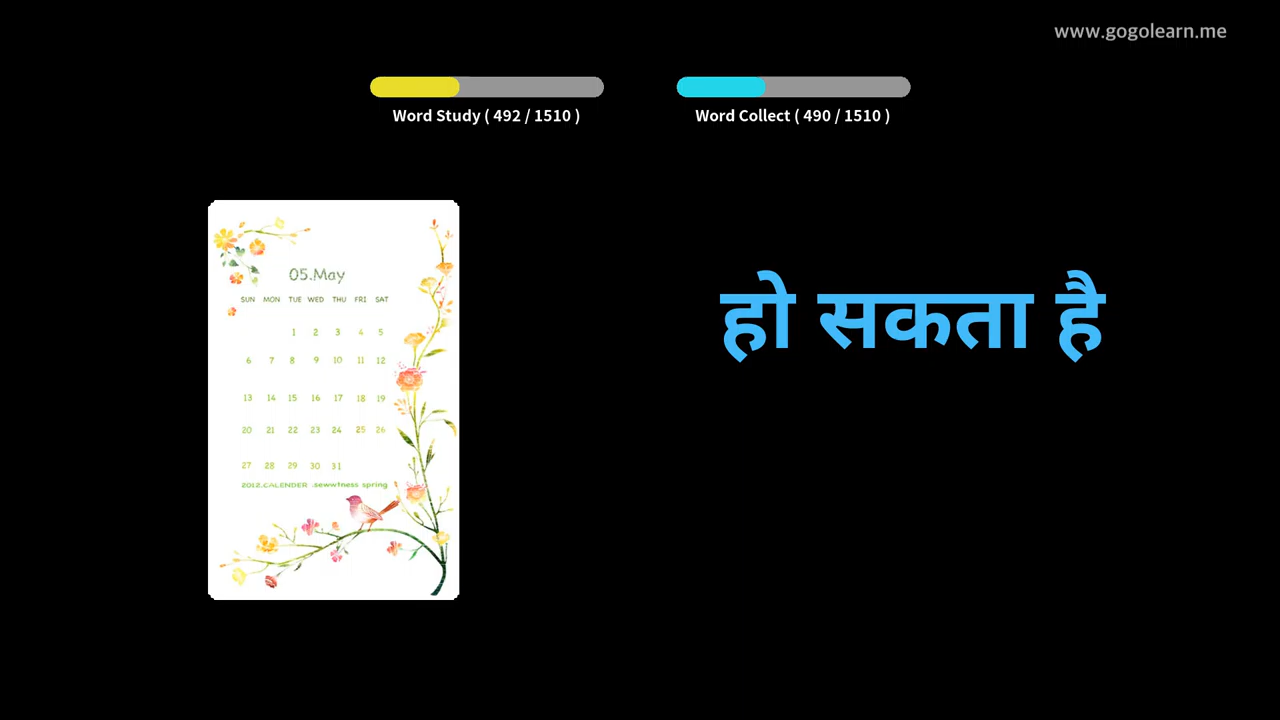 www.gogolearn.me
Word Study ( 492 / 1510 )
Word Collect ( 490 / 1510 )
05.May
SUN MON TUE WED THU FRI SAT
1 2 3 4 5
6 7 8 9 10 11 12
13 14 15 16 17 18 19
20 21 22 23 24 25 26
27 28 29 30 31
2012.CALENDER .sewwtness spring
हो सकता है